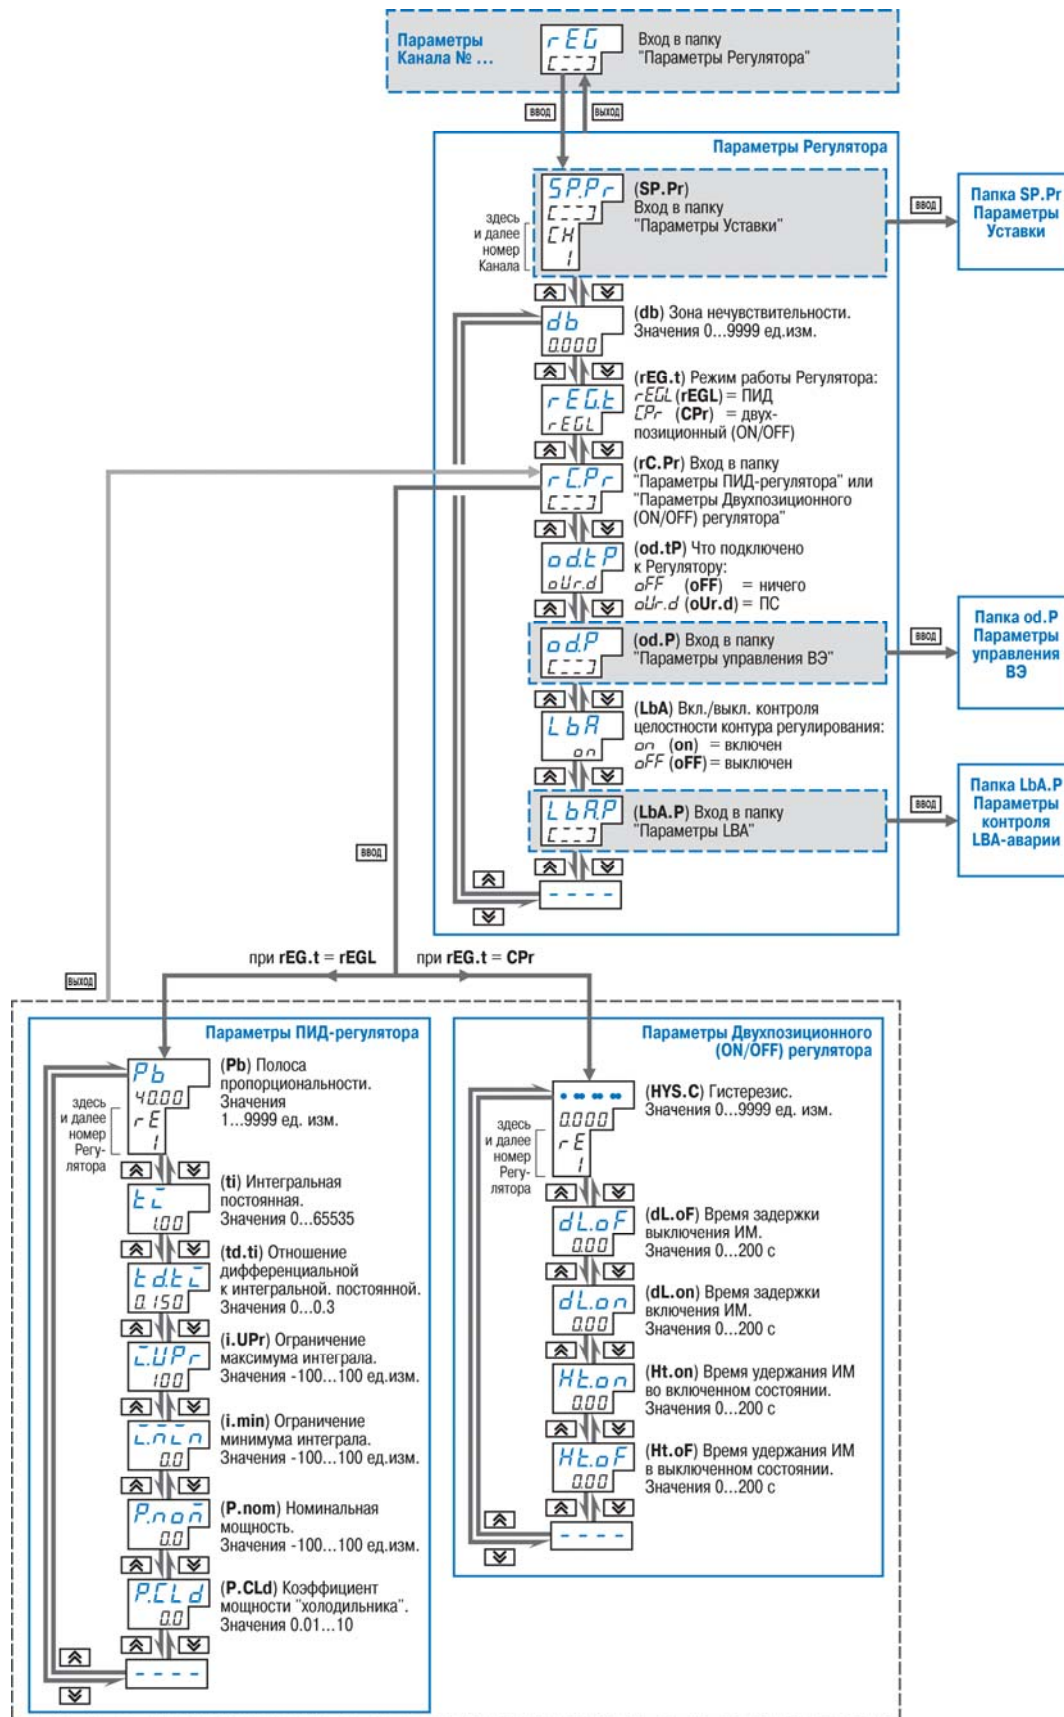 Параметры
Канала № ...
rEG
[---]
Вход в папку
"Параметры Регулятора"
ВВОД
ВЫХОД
Параметры Регулятора
SP.Pr
[---]
CH
1
здесь
и далее
номер
Канала
(SP.Pr)
Вход в папку
"Параметры Уставки"
ВВОД
Папка SP.Pr
Параметры
Уставки
db
0.000
(db) Зона нечувствительности.
Значения 0...9999 ед.изм.
rEG.t
rEGL
(rEG.t) Режим работы Регулятора:
rEGL (rEGL) = ПИД
CPr (CPr) = двух-
позиционный (ON/OFF)
rC.Pr
[---]
(rC.Pr) Вход в папку
"Параметры ПИД-регулятора" или
"Параметры Двухпозиционного
(ON/OFF) регулятора"
od.tP
oUr.d
(od.tP) Что подключено
к Регулятору:
oFF (oFF) = ничего
oUr.d (oUr.d) = ПС
od.P
[---]
(od.P) Вход в папку
"Параметры управления ВЭ"
ВВОД
Папка od.P
Параметры
управления
ВЭ
LbA
on
(LbA) Вкл./выкл. контроля
целостности контура регулирования:
on (on) = включен
oFF (oFF) = выключен
LbA.P
[---]
(LbA.P) Вход в папку
"Параметры LBA"
ВВОД
Папка LbA.P
Параметры
контроля
LBA-аварии
- - - -
ВВОД
при rEG.t = rEGL
при rEG.t = CPr
ВЫХОД
Параметры ПИД-регулятора
Pb
40.00
rE
1
здесь
и далее
номер
Регу-
лятора
(Pb) Полоса
пропорциональности.
Значения
1...9999 ед. изм.
ti
1.00
(ti) Интегральная
постоянная.
Значения 0...65535
td.ti
0.150
(td.ti) Отношение
дифференциальной
к интегральной. постоянной.
Значения 0...0.3
i.UPr
100
(i.UPr) Ограничение
максимума интеграла.
Значения -100...100 ед.изм.
i.min
0.0
(i.min) Ограничение
минимума интеграла.
Значения -100...100 ед.изм.
P.nom
0.0
(P.nom) Номинальная
мощность.
Значения -100...100 ед.изм.
P.CLd
0.0
(P.CLd) Коэффициент
мощности "холодильника".
Значения 0.01...10
- - - -
Параметры Двухпозиционного
(ON/OFF) регулятора
0.000
rE
1
здесь
и далее
номер
Регу-
лятора
(HYS.C) Гистерезис.
Значения 0...9999 ед. изм.
dL.oF
0.00
(dL.oF) Время задержки
выключения ИМ.
Значения 0...200 с
dL.on
0.00
(dL.on) Время задержки
включения ИМ.
Значения 0...200 с
Ht.on
0.00
(Ht.on) Время удержания ИМ
во включенном состоянии.
Значения 0...200 с
Ht.oF
0.00
(Ht.oF) Время удержания ИМ
в выключенном состоянии.
Значения 0...200 с
- - - -